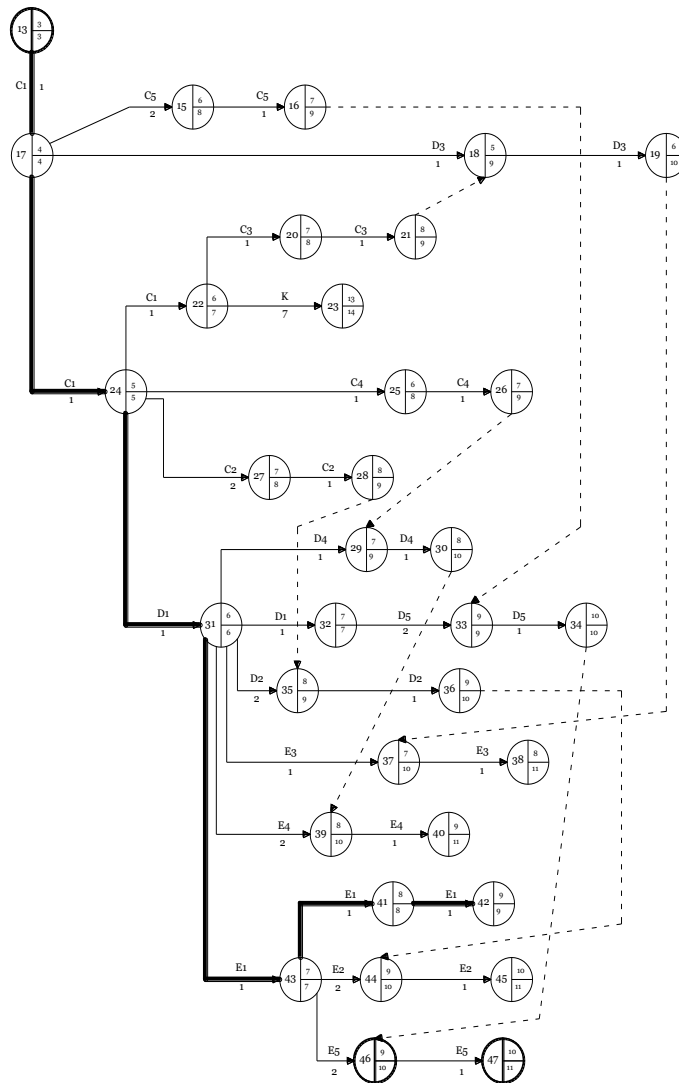 13 3 3
C1 1
C5 2
15 6 8
C5 1
16 7 9
17 4 4
D3 1
18 5 9
D3 1
19 6 10
C3 1
20 7 8
C3 1
21 8 9
C1 1
22 6 7
K 7
23 13 14
C1 1
24 5 5
C4 1
25 6 8
C4 1
26 7 9
C2 2
27 7 8
C2 1
28 8 9
D4 1
29 7 9
D4 1
30 8 10
D1 1
31 6 6
D1 1
32 7 7
D5 2
33 9 9
D5 1
34 10 10
D2 2
35 8 9
D2 1
36 9 10
E3 1
37 7 10
E3 1
38 8 11
E4 2
39 8 10
E4 1
40 9 11
E1 1
41 8 8
E1 1
42 9 9
E1 1
43 7 7
E2 2
44 9 10
E2 1
45 10 11
E5 2
46 9 10
E5 1
47 10 11